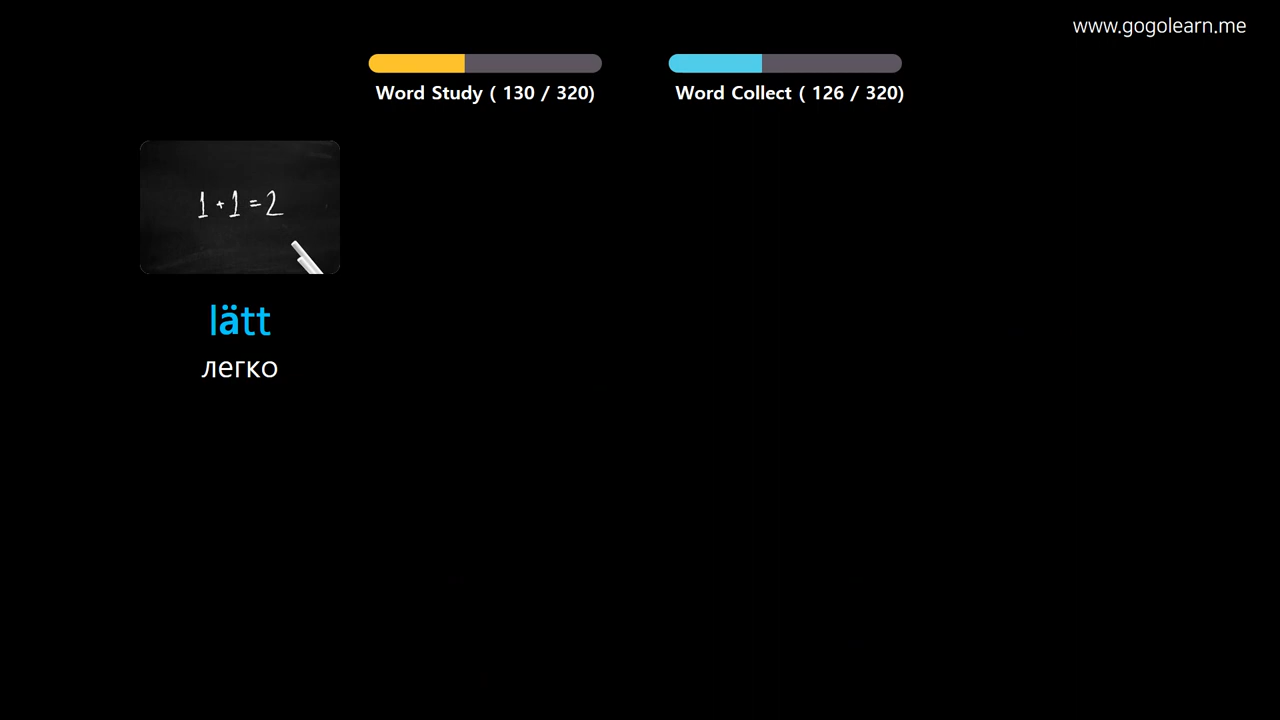 www.gogolearn.me
Word Study ( 130 / 320)
Word Collect ( 126 / 320)
1+1=2
lätt
легко